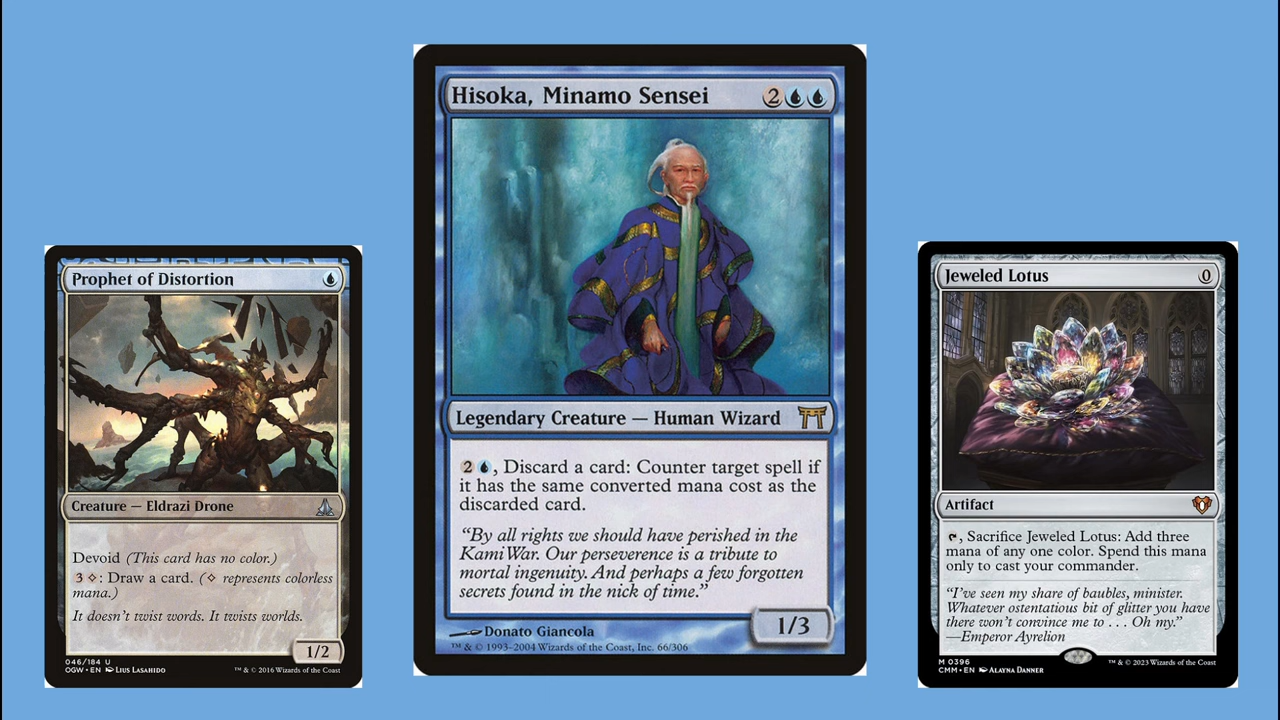 Prophet of Distortion
Creature — Eldrazi Drone
Devoid (This card has no color.)
3◇: Draw a card. (◇ represents colorless
mana.)
It doesn't twist words. It twists worlds.
1/2
046/184 U
OGW • EN Lius Lasahido
™ & © 2016 Wizards of the Coast
Hisoka, Minamo Sensei
2
Legendary Creature — Human Wizard
2, Discard a card: Counter target spell if
it has the same converted mana cost as the
discarded card.
"By all rights we should have perished in the
Kami War. Our perseverence is a tribute to
mortal ingenuity. And perhaps a few forgotten
secrets found in the nick of time."
1/3
Donato Giancola
™ & © 1993–2004 Wizards of the Coast, Inc. 66/306
Jeweled Lotus
0
Artifact
, Sacrifice Jeweled Lotus: Add three
mana of any one color. Spend this mana
only to cast your commander.
"I've seen my share of baubles, minister.
Whatever ostentatious bit of glitter you have
there won't convince me to . . . Oh my."
—Emperor Ayrelion
M 0396
CMM • EN Alayna Danner
™ & © 2023 Wizards of the Coast